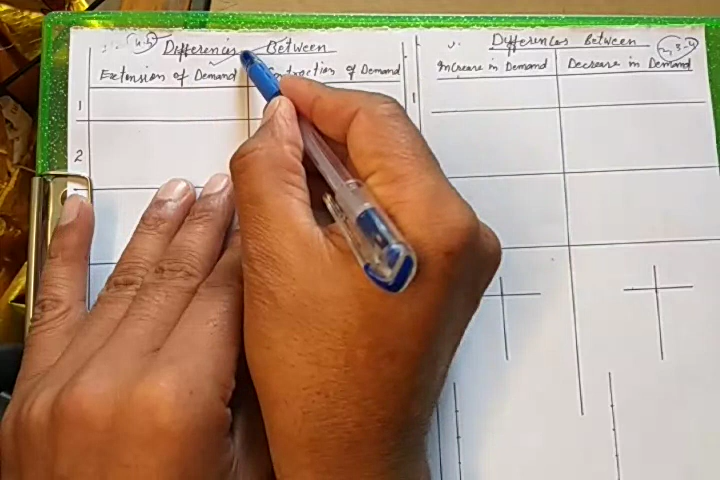 Differences Between
Extension of Demand
Contraction of Demand
1
2
Differences Between
Increase in Demand
Decrease in Demand
1